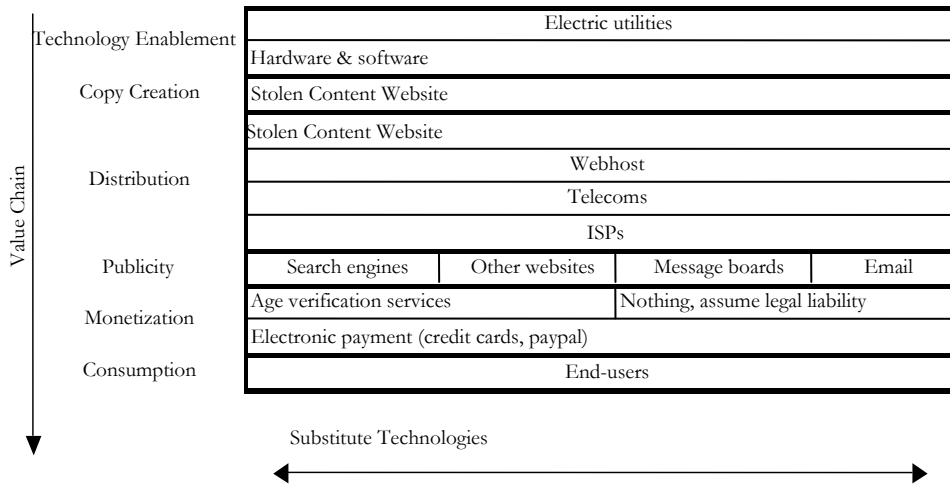 Electric utilities
Technology Enablement
Hardware & software
Copy Creation
Stolen Content Website
Stolen Content Website
Webhost
Distribution
Telecoms
ISPs
Value Chain
Publicity
Search engines
Other websites
Message boards
Email
Age verification services
Nothing, assume legal liability
Monetization
Electronic payment (credit cards, paypal)
Consumption
End-users
Substitute Technologies